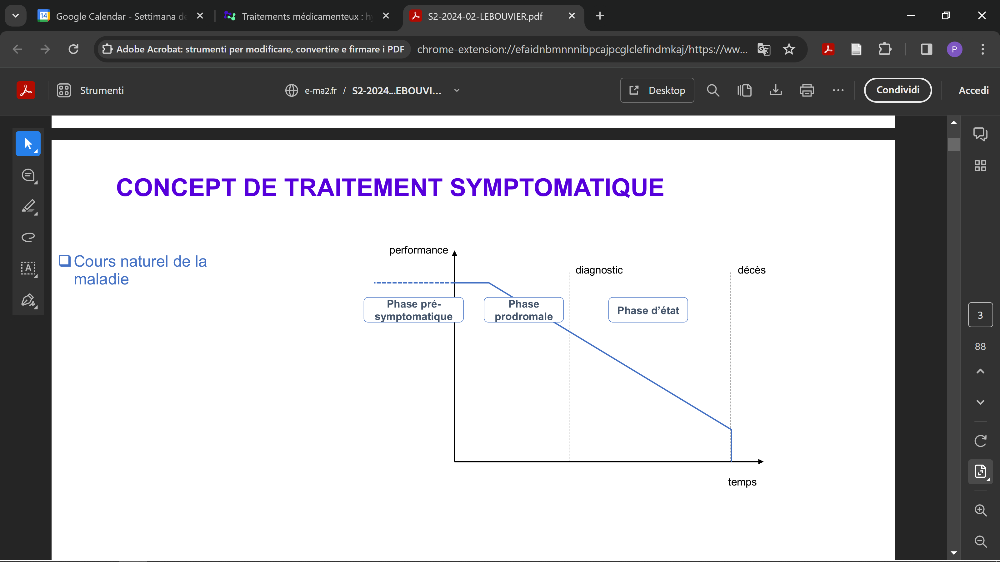 14 Google Calendar - Settimana de
Traitements médicamenteux : hy
S2-2024-02-LEBOUVIER.pdf
Adobe Acrobat: strumenti per modificare, convertire e firmare i PDF
chrome-extension://efaidnbmnnnibpcajpcglclefindmkaj/https://ww...
P
Strumenti
e-ma2.fr / S2-2024...EBOUVI...
Desktop
Condividi
Accedi
CONCEPT DE TRAITEMENT SYMPTOMATIQUE
❑ Cours naturel de la
maladie
performance
diagnostic
décès
Phase pré-
symptomatique
Phase
prodromale
Phase d’état
temps
3
88